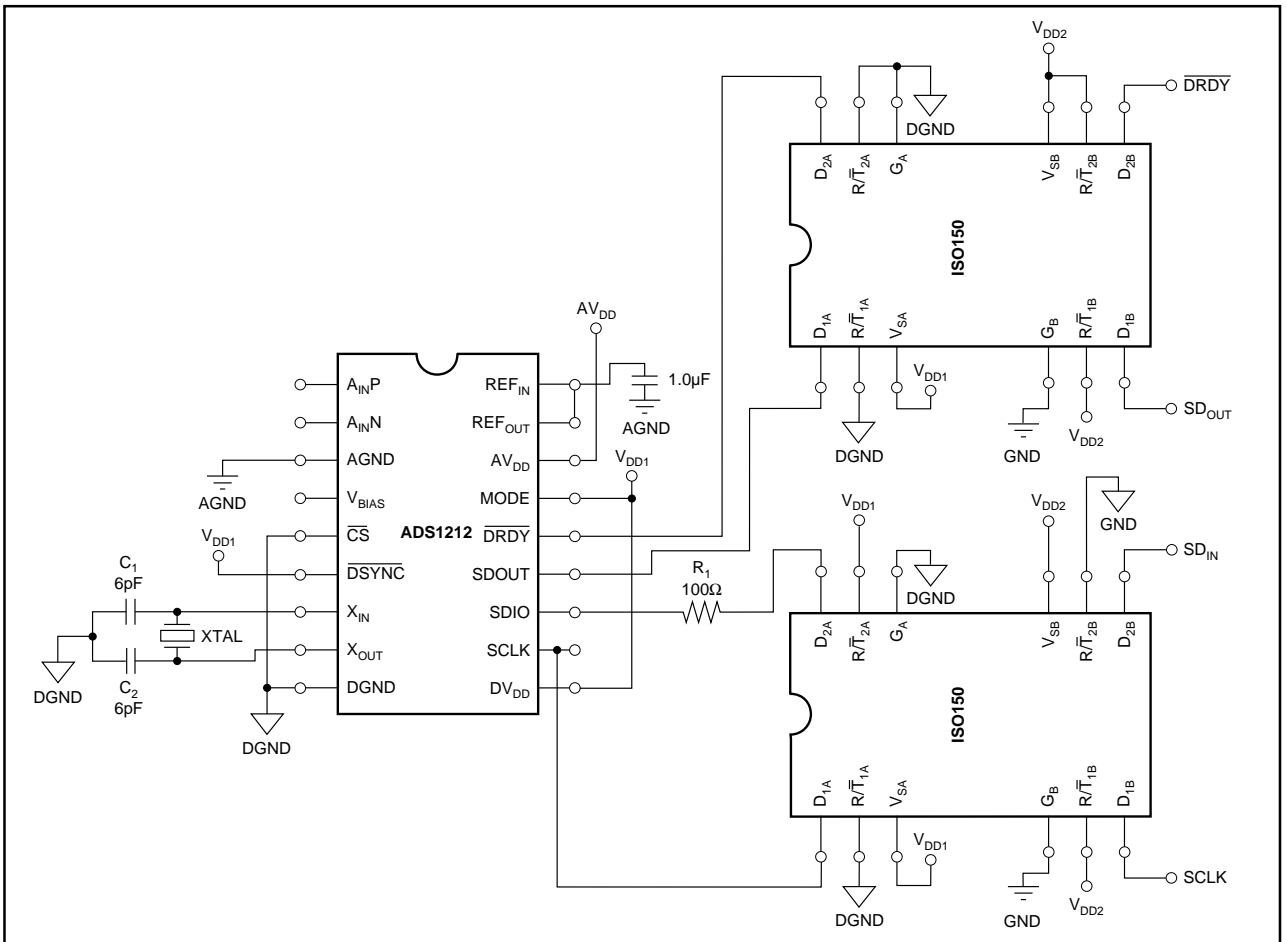 V_DD2
DRDY
DGND
D_2A
R/T_2A
G_A
V_SB
R/T_2B
D_2B
ISO150
D_1A
R/T_1A
V_SA
G_B
R/T_1B
D_1B
V_DD1
DGND
GND
V_DD2
SD_OUT
AV_DD
1.0µF
AGND
A_INP
A_INN
AGND
V_BIAS
CS
DSYNC
X_IN
X_OUT
DGND
ADS1212
REF_IN
REF_OUT
AV_DD
MODE
DRDY
SDOUT
SDIO
SCLK
DV_DD
AGND
V_DD1
V_DD1
C_1
6pF
XTAL
C_2
6pF
DGND
DGND
R_1
100Ω
V_DD1
DGND
V_DD2
GND
SD_IN
D_2A
R/T_2A
G_A
V_SB
R/T_2B
D_2B
ISO150
D_1A
R/T_1A
V_SA
G_B
R/T_1B
D_1B
V_DD1
DGND
GND
V_DD2
SCLK